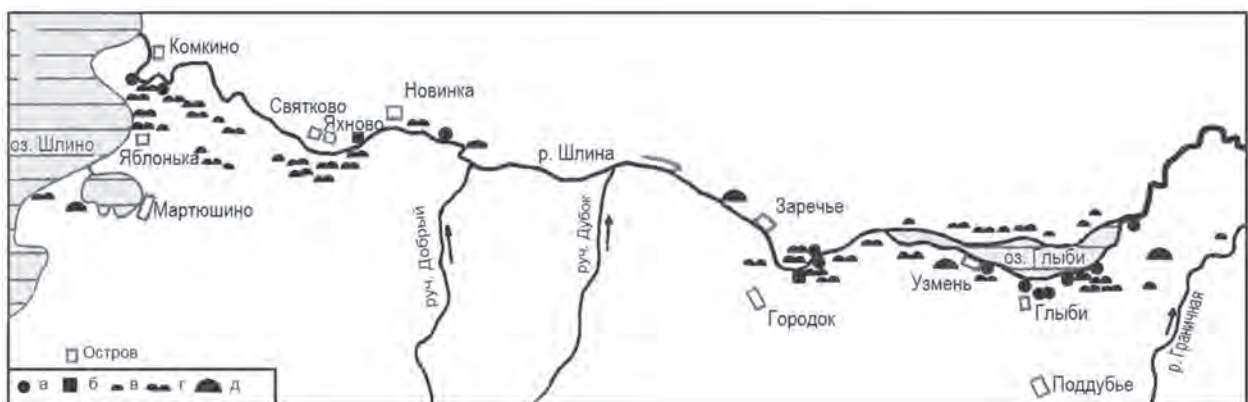 Комкино
Новинка
Святково
Яхново
оз. Шлино
Яблонька
р. Шлина
Мартюшино
Заречье
руч. Добрый
руч. Дубок
оз. Глыби
Узмень
Городок
Глыби
р. Граничная
Остров
Поддубье
а б в г д